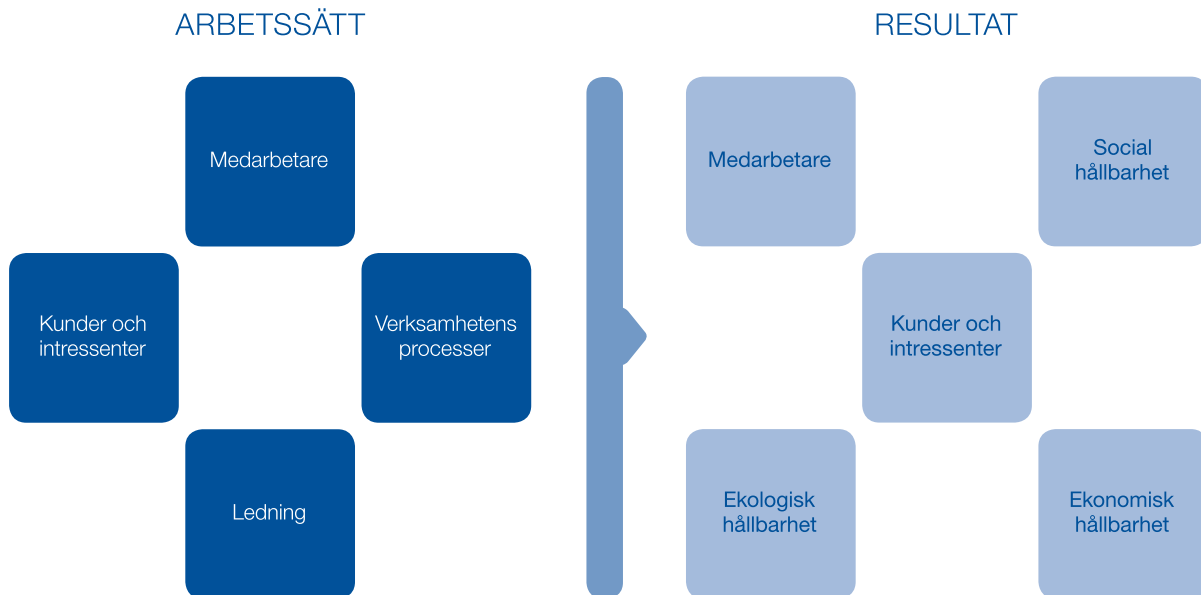 ARBETSSÄTT
Medarbetare
Kunder och
intressenter
Verksamhetens
processer
Ledning
RESULTAT
Medarbetare
Social
hållbarhet
Kunder och
intressenter
Ekologisk
hållbarhet
Ekonomisk
hållbarhet